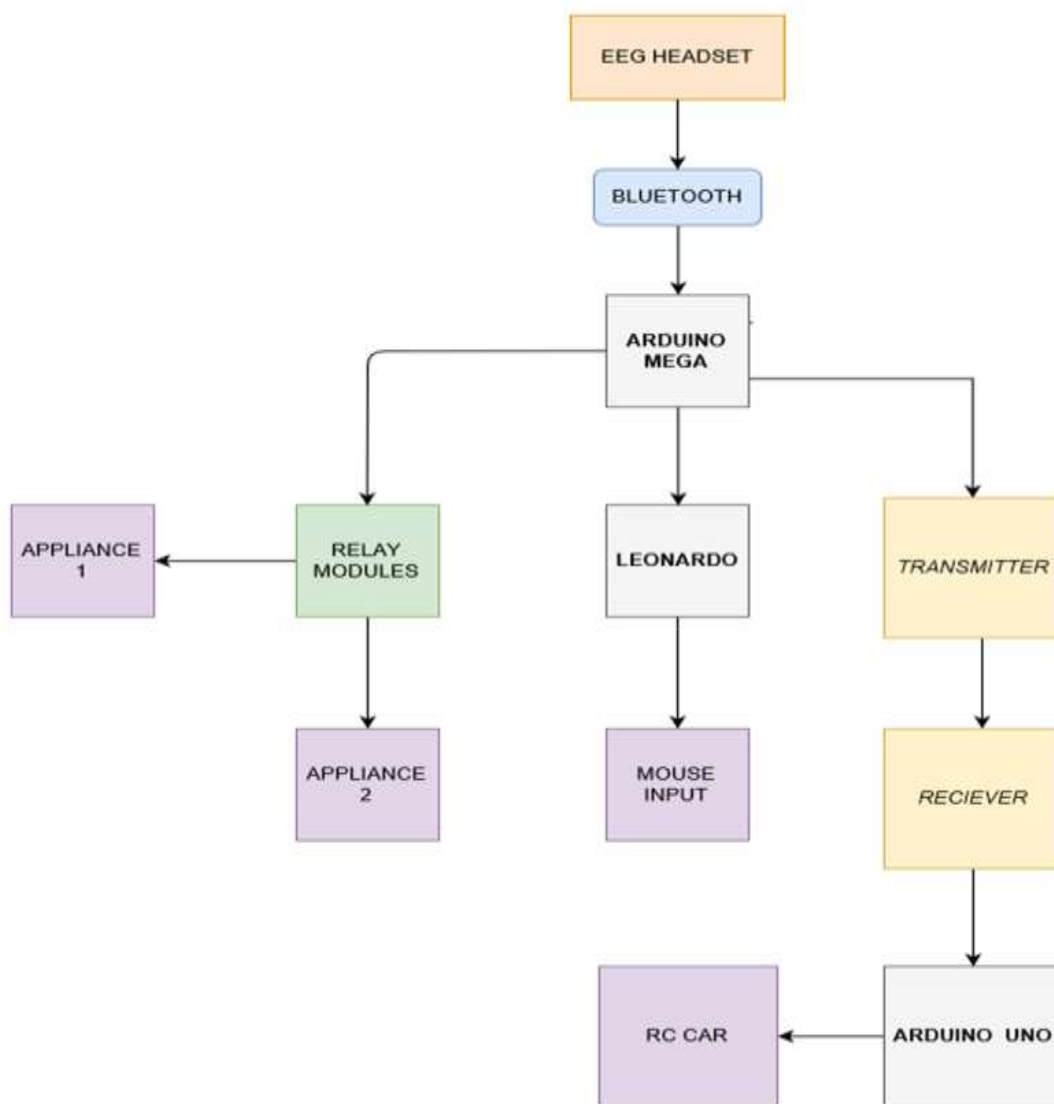 EEG HEADSET
BLUETOOTH
ARDUINO
MEGA
APPLIANCE
1
RELAY
MODULES
LEONARDO
TRANSMITTER
APPLIANCE
2
MOUSE
INPUT
RECIEVER
RC CAR
ARDUINO UNO